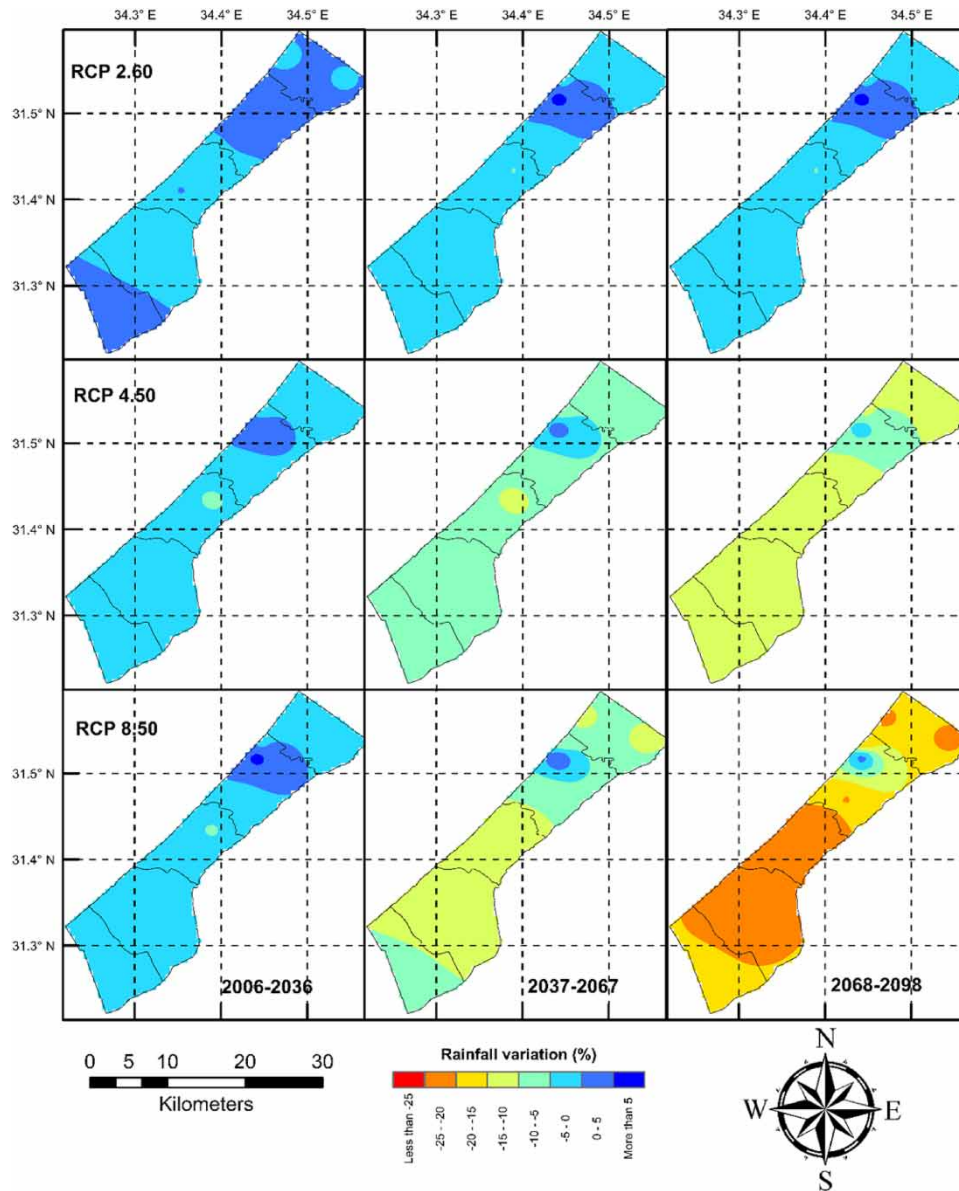 34.3° E 34.4° E 34.5° E 34.3° E 34.4° E 34.5° E 34.3° E 34.4° E 34.5° E
RCP 2.60
31.5° N
31.4° N
31.3° N
RCP 4.50
31.5° N
31.4° N
31.3° N
RCP 8.50
31.5° N
31.4° N
31.3° N
2006-2036 2037-2067 2068-2098
0 5 10 20 30
Kilometers
Rainfall variation (%)
Less than -25
-25 - -20
-20 - -15
-15 - -10
-10 - -5
-5 - 0
0 - 5
More than 5
N
W E
S